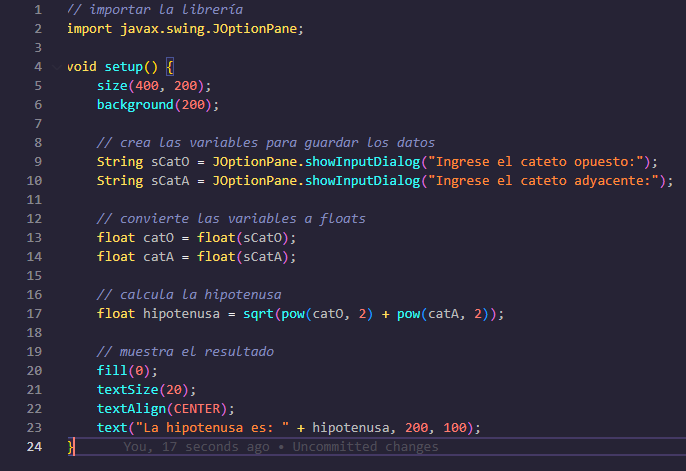 1 // importar la librería
2 import javax.swing.JOptionPane;
3
4 void setup() {
5 size(400, 200);
6 background(200);
7
8 // crea las variables para guardar los datos
9 String sCatO = JOptionPane.showInputDialog("Ingrese el cateto opuesto:");
10 String sCatA = JOptionPane.showInputDialog("Ingrese el cateto adyacente:");
11
12 // convierte las variables a floats
13 float catO = float(sCatO);
14 float catA = float(sCatA);
15
16 // calcula la hipotenusa
17 float hipotenusa = sqrt(pow(catO, 2) + pow(catA, 2));
18
19 // muestra el resultado
20 fill(0);
21 textSize(20);
22 textAlign(CENTER);
23 text("La hipotenusa es: " + hipotenusa, 200, 100);
24 } You, 17 seconds ago • Uncommitted changes